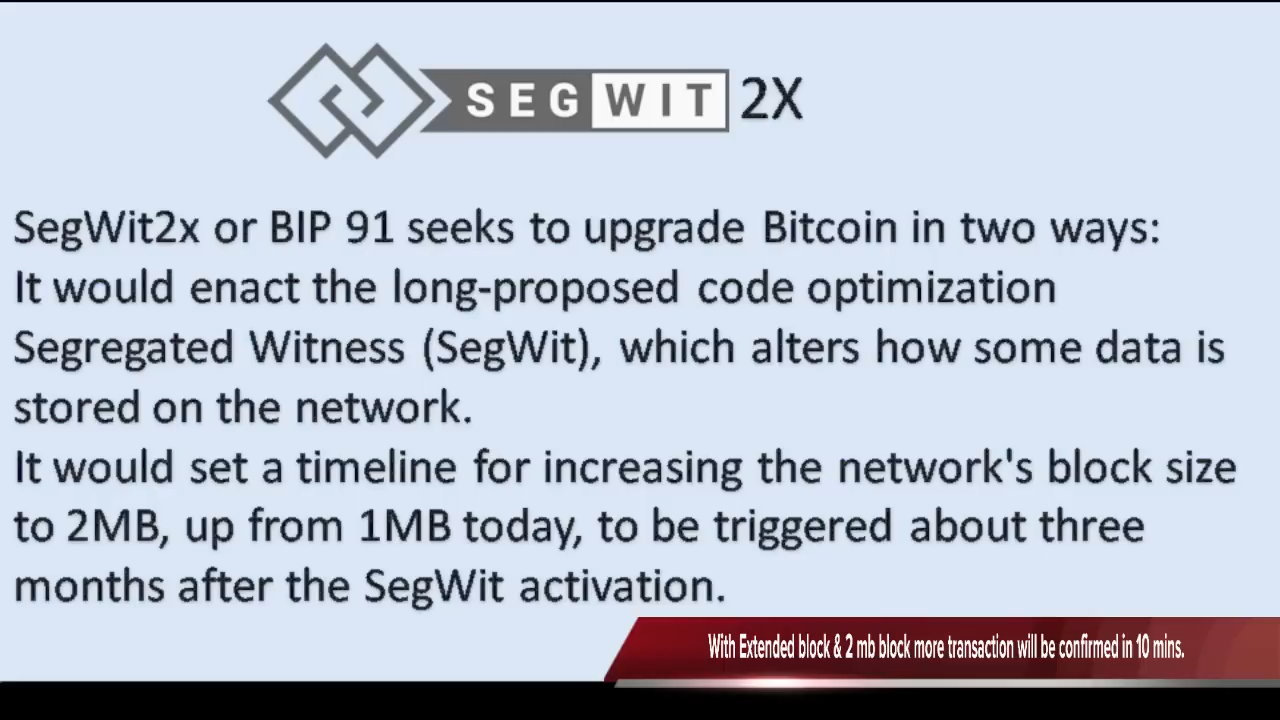 SEGWIT 2X
SegWit2x or BIP 91 seeks to upgrade Bitcoin in two ways:
It would enact the long-proposed code optimization
Segregated Witness (SegWit), which alters how some data is
stored on the network.
It would set a timeline for increasing the network's block size
to 2MB, up from 1MB today, to be triggered about three
months after the SegWit activation.
With Extended block & 2 mb block more transaction will be confirmed in 10 mins.